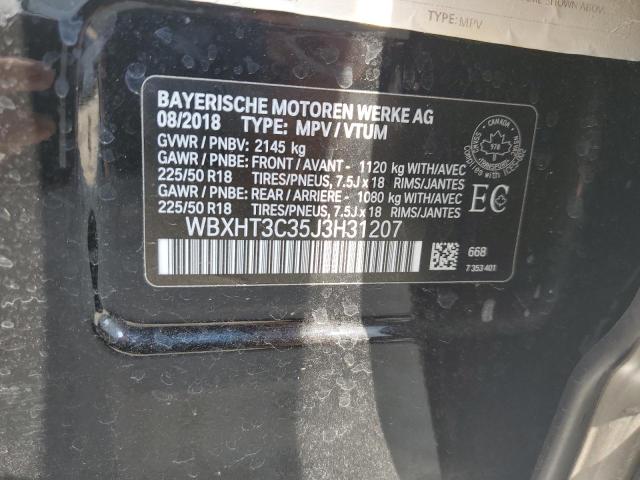 SHOWN ABOVE.
TYPE: MPV
BAYERISCHE MOTOREN WERKE AG
08/2018 TYPE: MPV / VTUM
GVWR / PNBV: 2145 kg
GAWR / PNBE: FRONT / AVANT - 1120 kg WITH/AVEC
225/50 R18 TIRES/PNEUS, 7.5J x 18 RIMS/JANTES
GAWR / PNBE: REAR / ARRIERE - 1080 kg WITH/AVEC
225/50 R18 TIRES/PNEUS, 7.5J x 18 RIMS/JANTES
WBXHT3C35J3H31207
CANADA
978
EC
668
7 353 401